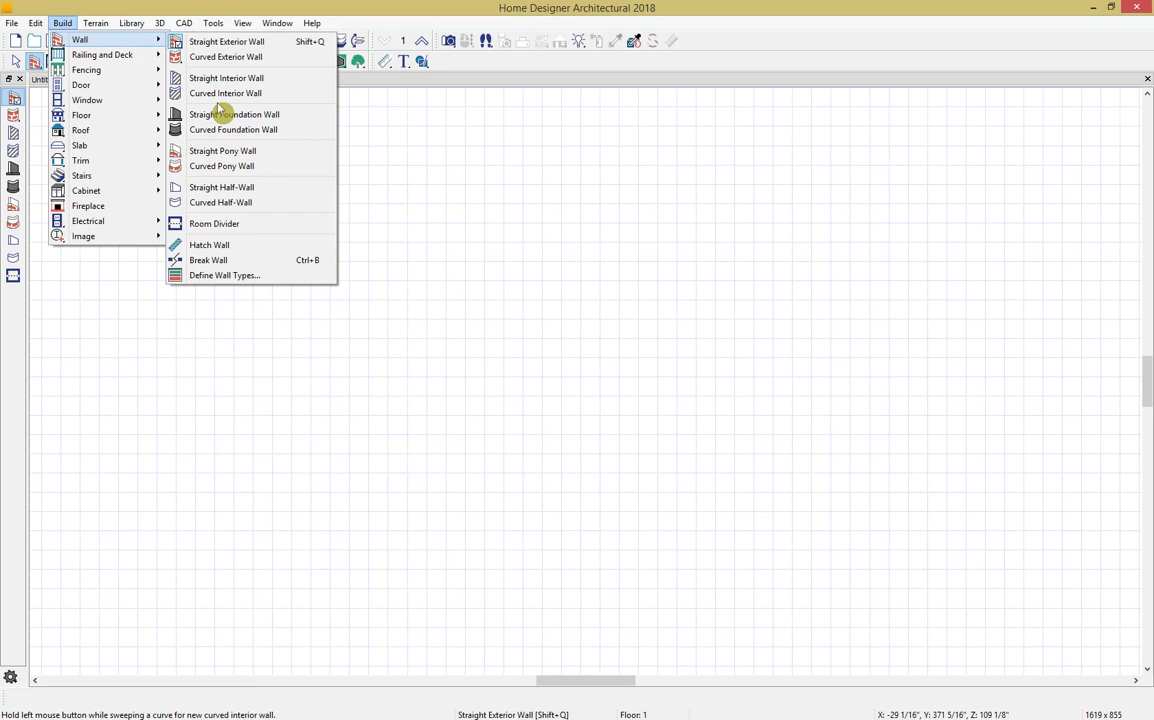 Home Designer Architectural 2018
File Edit Build Terrain Library 3D CAD Tools View Window Help
1
Wall
Railing and Deck
Fencing
Door
Window
Floor
Roof
Slab
Trim
Stairs
Cabinet
Fireplace
Electrical
Image
Straight Exterior Wall Shift+Q
Curved Exterior Wall
Straight Interior Wall
Curved Interior Wall
Straight Foundation Wall
Curved Foundation Wall
Straight Pony Wall
Curved Pony Wall
Straight Half-Wall
Curved Half-Wall
Room Divider
Hatch Wall
Break Wall Ctrl+B
Define Wall Types...
Hold left mouse button while sweeping a curve for new curved interior wall. Straight Exterior Wall [Shift+Q] Floor: 1 X: -29 1/16", Y: 371 5/16", Z: 109 1/8" 1619 x 855